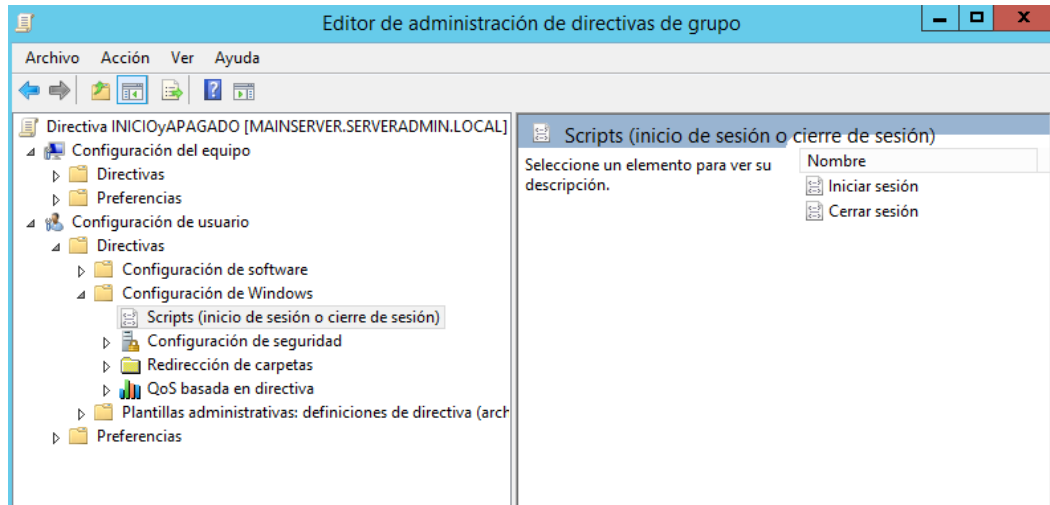 Editor de administración de directivas de grupo
Archivo Acción Ver Ayuda
Directiva INICIOyAPAGADO [MAINSERVER.SERVERADMIN.LOCAL]
Configuración del equipo
Directivas
Preferencias
Configuración de usuario
Directivas
Configuración de software
Configuración de Windows
Scripts (inicio de sesión o cierre de sesión)
Configuración de seguridad
Redirección de carpetas
QoS basada en directiva
Plantillas administrativas: definiciones de directiva (arch
Preferencias
Scripts (inicio de sesión o cierre de sesión)
Seleccione un elemento para ver su
descripción.
Nombre
Iniciar sesión
Cerrar sesión